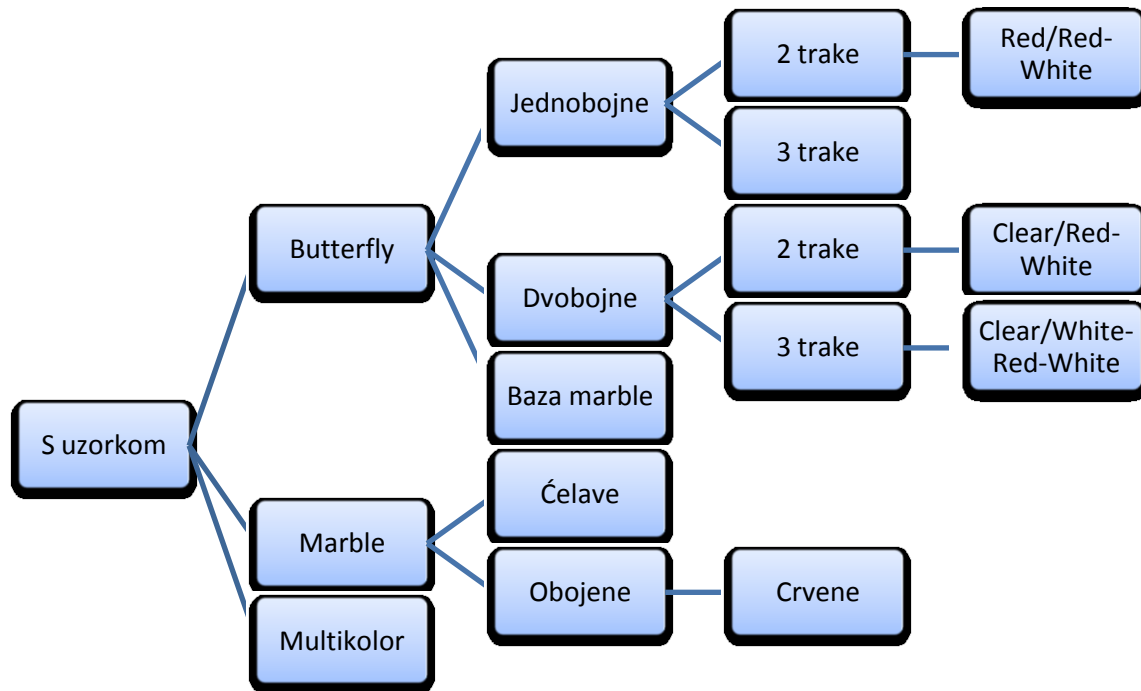 S uzorkom
Butterfly
Jednobojne
2 trake
Red/Red-
White
3 trake
Dvobojne
2 trake
Clear/Red-
White
3 trake
Clear/White-
Red-White
Baza marble
Marble
Ćelave
Obojene
Crvene
Multikolor